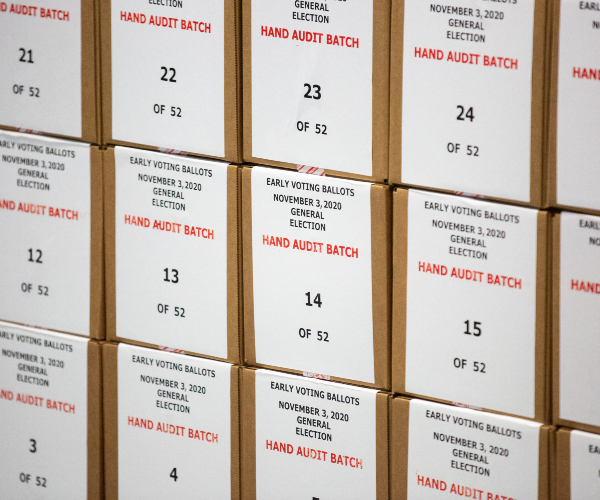 HAND AUDIT BATCH
21
OF 52
ELECTION
HAND AUDIT BATCH
22
OF 52
GENERAL
ELECTION
HAND AUDIT BATCH
23
OF 52
NOVEMBER 3, 2020
GENERAL
ELECTION
HAND AUDIT BATCH
24
OF 52
HAND
EARLY VOTING BALLOTS
NOVEMBER 3, 2020
GENERAL
ELECTION
HAND AUDIT BATCH
12
OF 52
EARLY VOTING BALLOTS
NOVEMBER 3, 2020
GENERAL
ELECTION
HAND AUDIT BATCH
13
OF 52
EARLY VOTING BALLOTS
NOVEMBER 3, 2020
GENERAL
ELECTION
HAND AUDIT BATCH
14
OF 52
EARLY VOTING BALLOTS
NOVEMBER 3, 2020
GENERAL
ELECTION
HAND AUDIT BATCH
15
OF 52
HAND
EARLY VOTING BALLOTS
NOVEMBER 3, 2020
GENERAL
ELECTION
HAND AUDIT BATCH
3
OF 52
EARLY VOTING BALLOTS
NOVEMBER 3, 2020
GENERAL
ELECTION
HAND AUDIT BATCH
4
EARLY VOTING BALLOTS
NOVEMBER 3, 2020
GENERAL
ELECTION
HAND AUDIT BATCH
EARLY VOTING BALLOTS
NOVEMBER 3, 2020
GENERAL
ELECTION
HAND AUDIT BATCH